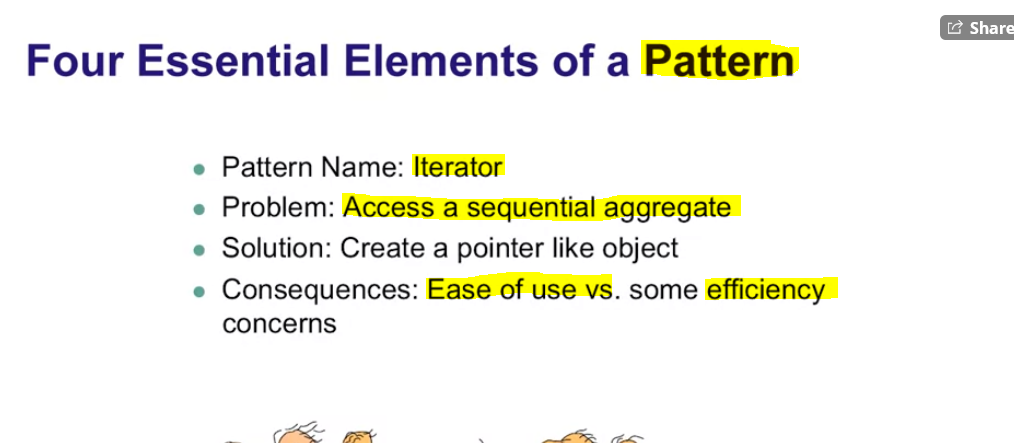 Share
Four Essential Elements of a Pattern
Pattern Name: Iterator
Problem: Access a sequential aggregate
Solution: Create a pointer like object
Consequences: Ease of use vs. some efficiency
concerns